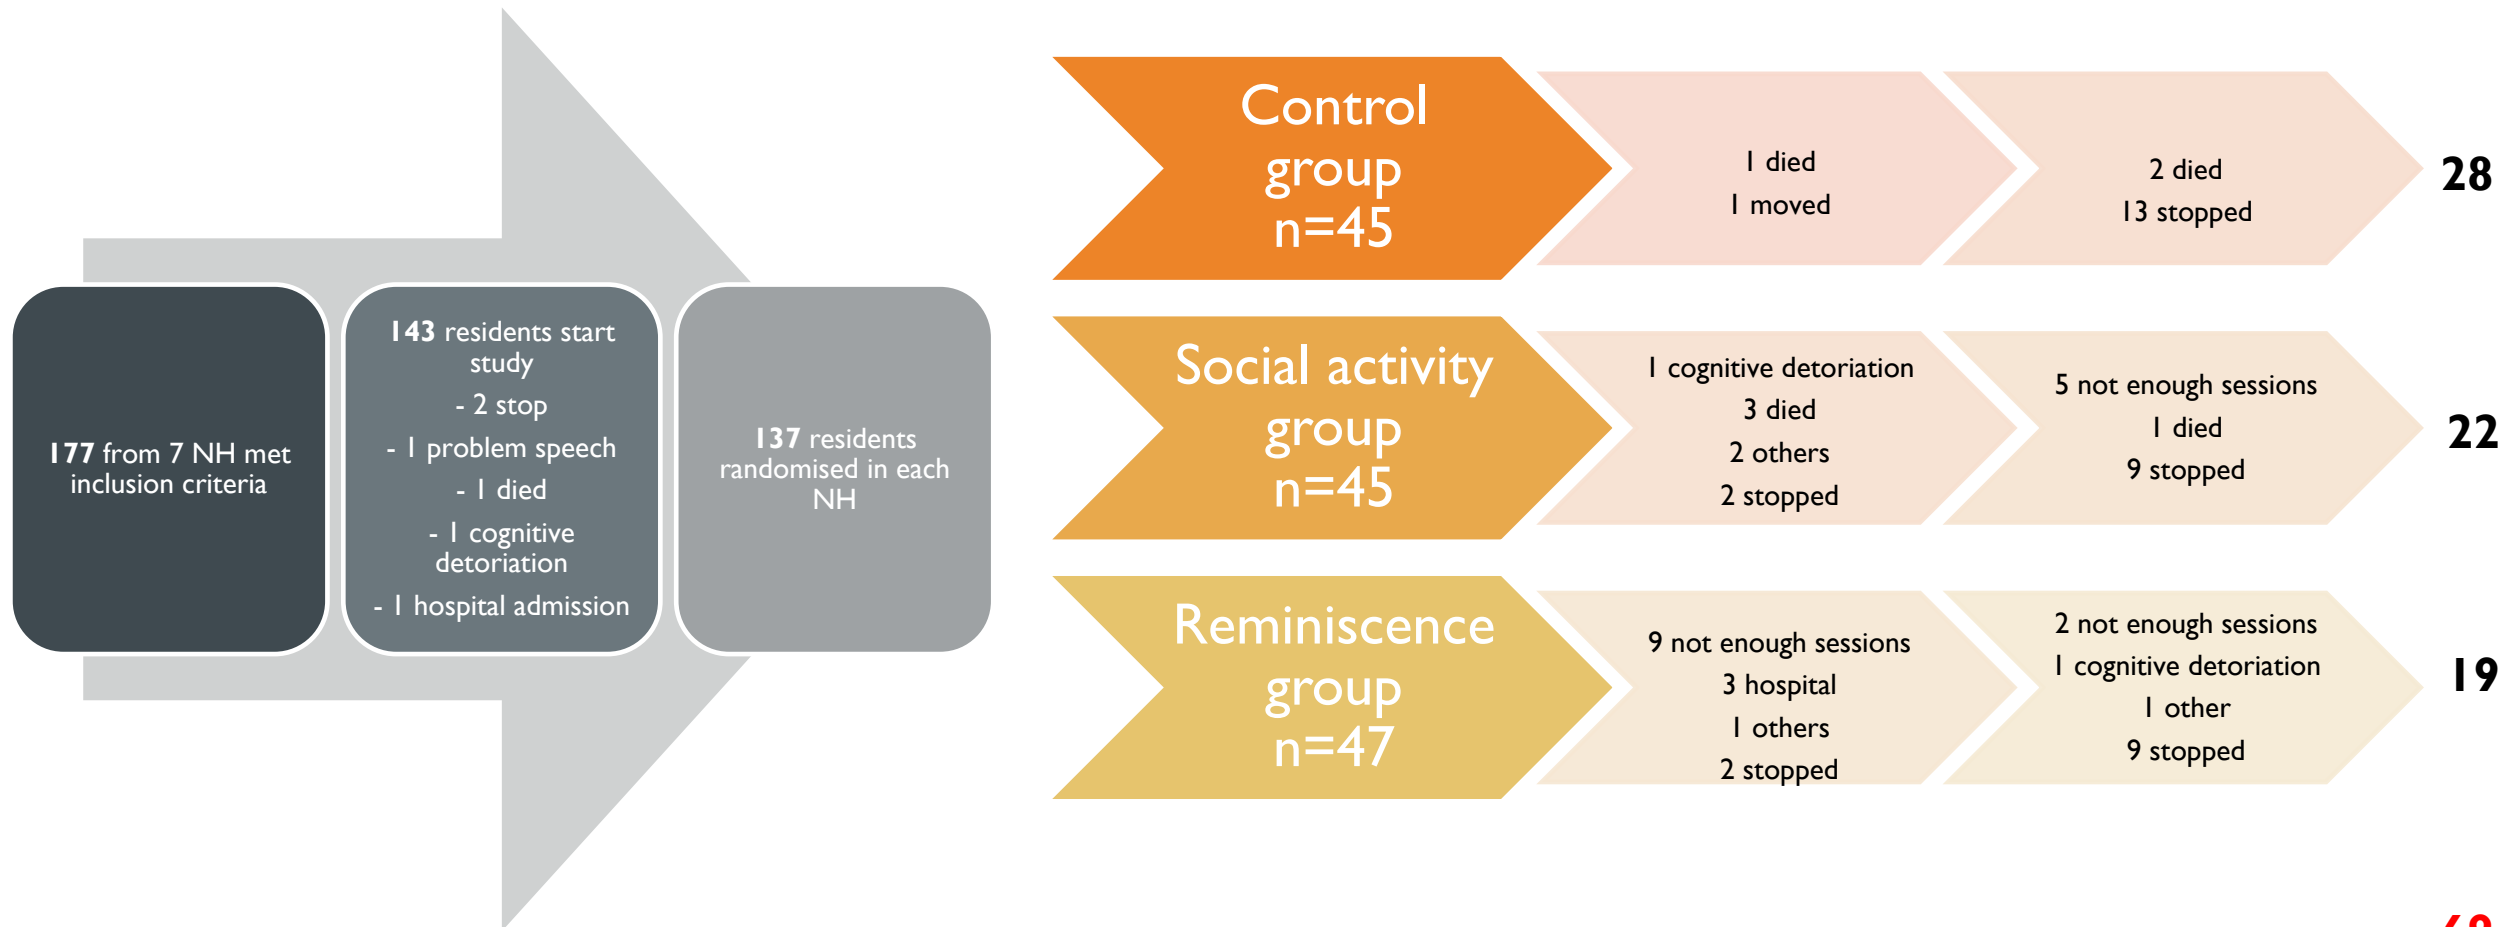 177 from 7 NH met
inclusion criteria
143 residents start
study
- 2 stop
- 1 problem speech
- 1 died
- 1 cognitive
detoriation
- 1 hospital admission
137 residents
randomised in each
NH
Control
group
n=45
1 died
1 moved
2 died
13 stopped
28
Social activity
group
n=45
1 cognitive detoriation
3 died
2 others
2 stopped
5 not enough sessions
1 died
9 stopped
22
Reminiscence
group
n=47
9 not enough sessions
3 hospital
1 others
2 stopped
2 not enough sessions
1 cognitive detoriation
1 other
9 stopped
19